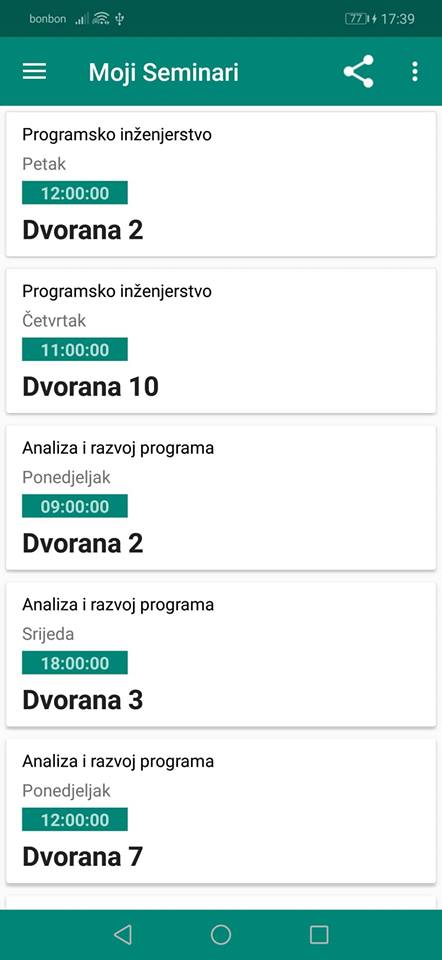 bonbon 77 17:39
Moji Seminari
Programsko inženjerstvo
Petak
12:00:00
Dvorana 2
Programsko inženjerstvo
Četvrtak
11:00:00
Dvorana 10
Analiza i razvoj programa
Ponedjeljak
09:00:00
Dvorana 2
Analiza i razvoj programa
Srijeda
18:00:00
Dvorana 3
Analiza i razvoj programa
Ponedjeljak
12:00:00
Dvorana 7